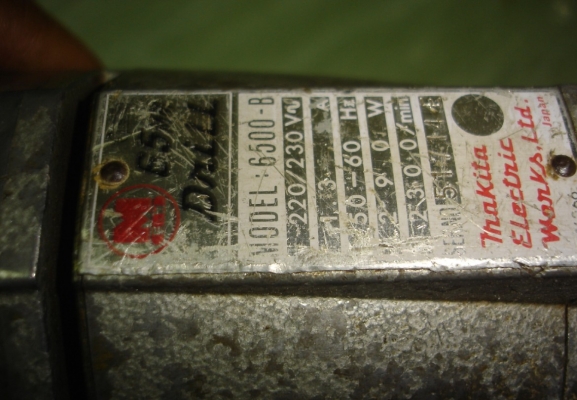 6.5
Drill
MODEL 6500-B
220/230 V~
1.3 A
50-60 Hz
290 W
2300/min
Makita
Electric
Works, Ltd.
Japan